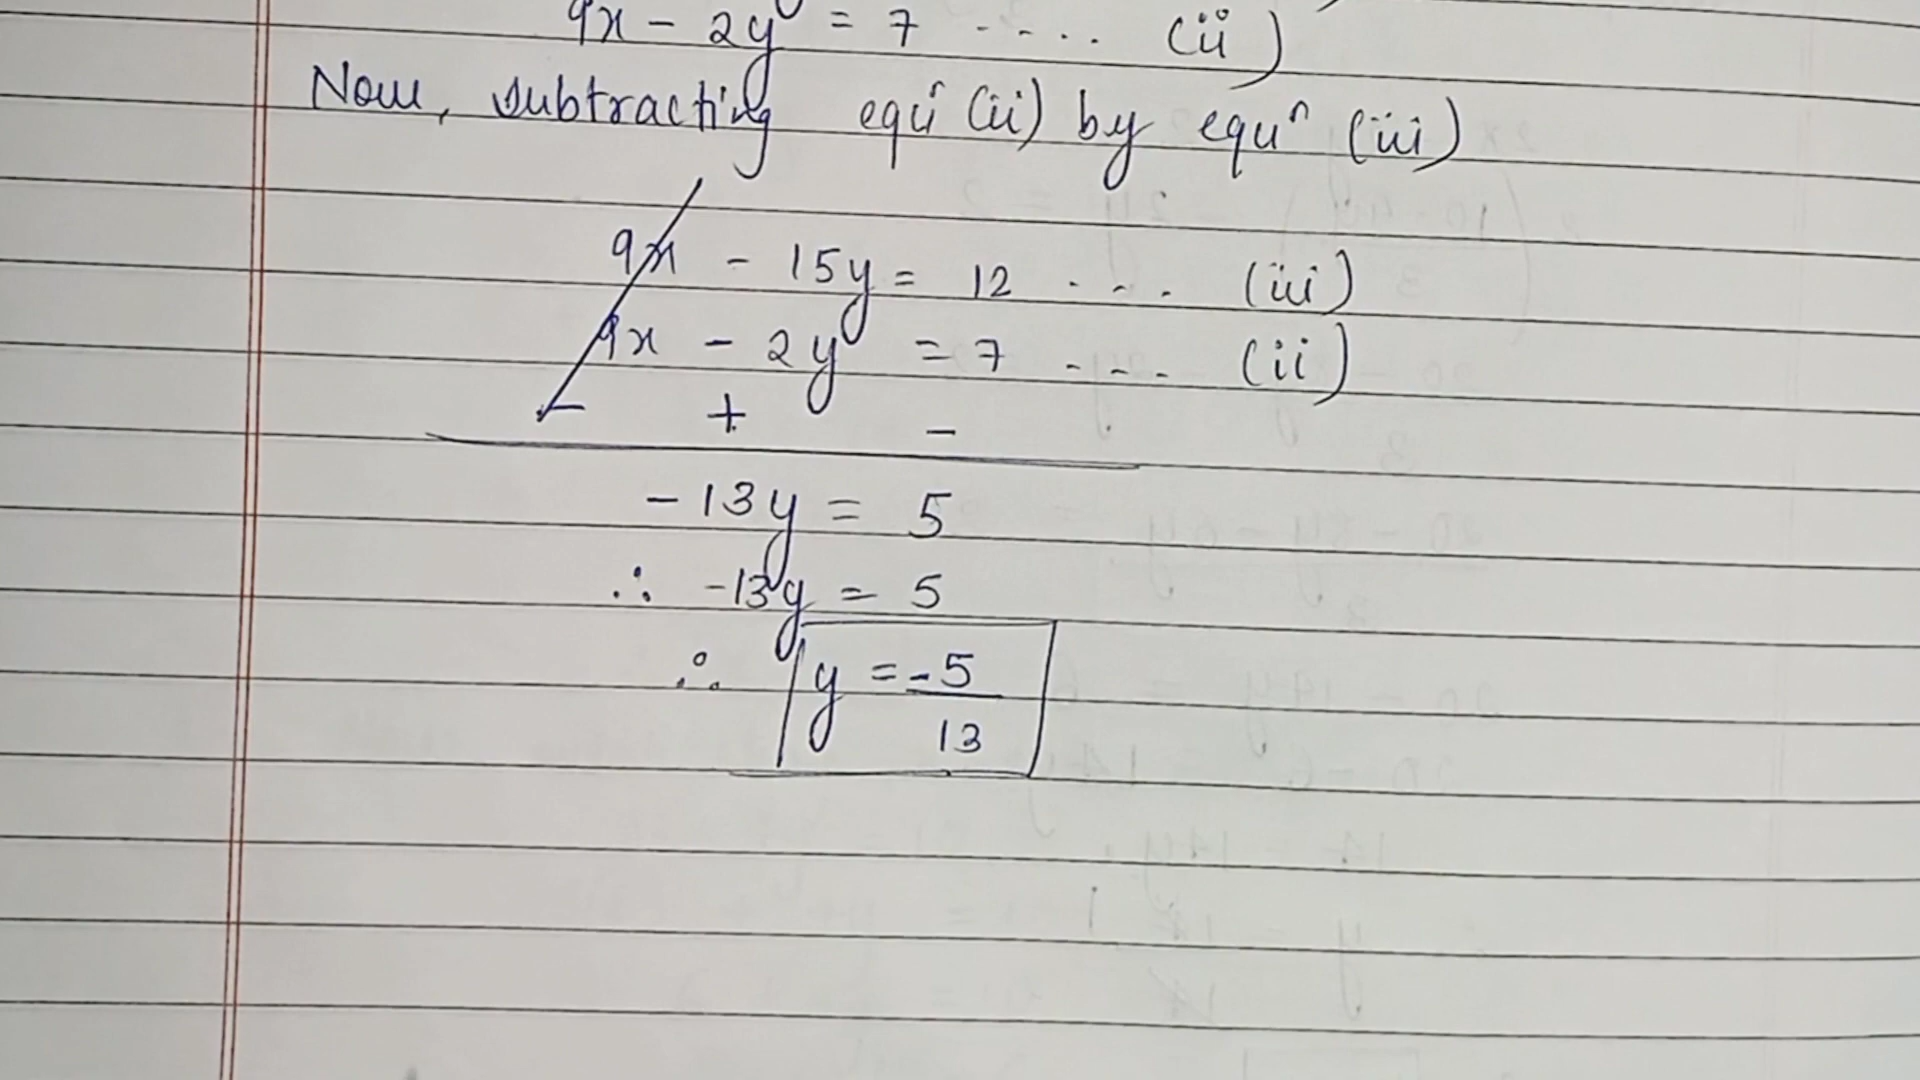 9x - 2y = 7 ---- (ii)
Now, subtracting equⁿ (ii) by equⁿ (iii)
9x - 15y = 12 ---- (iii)
9x - 2y = 7 ---- (ii)
- + -
-13y = 5
∴ -13y = 5
∴ y = -5/13